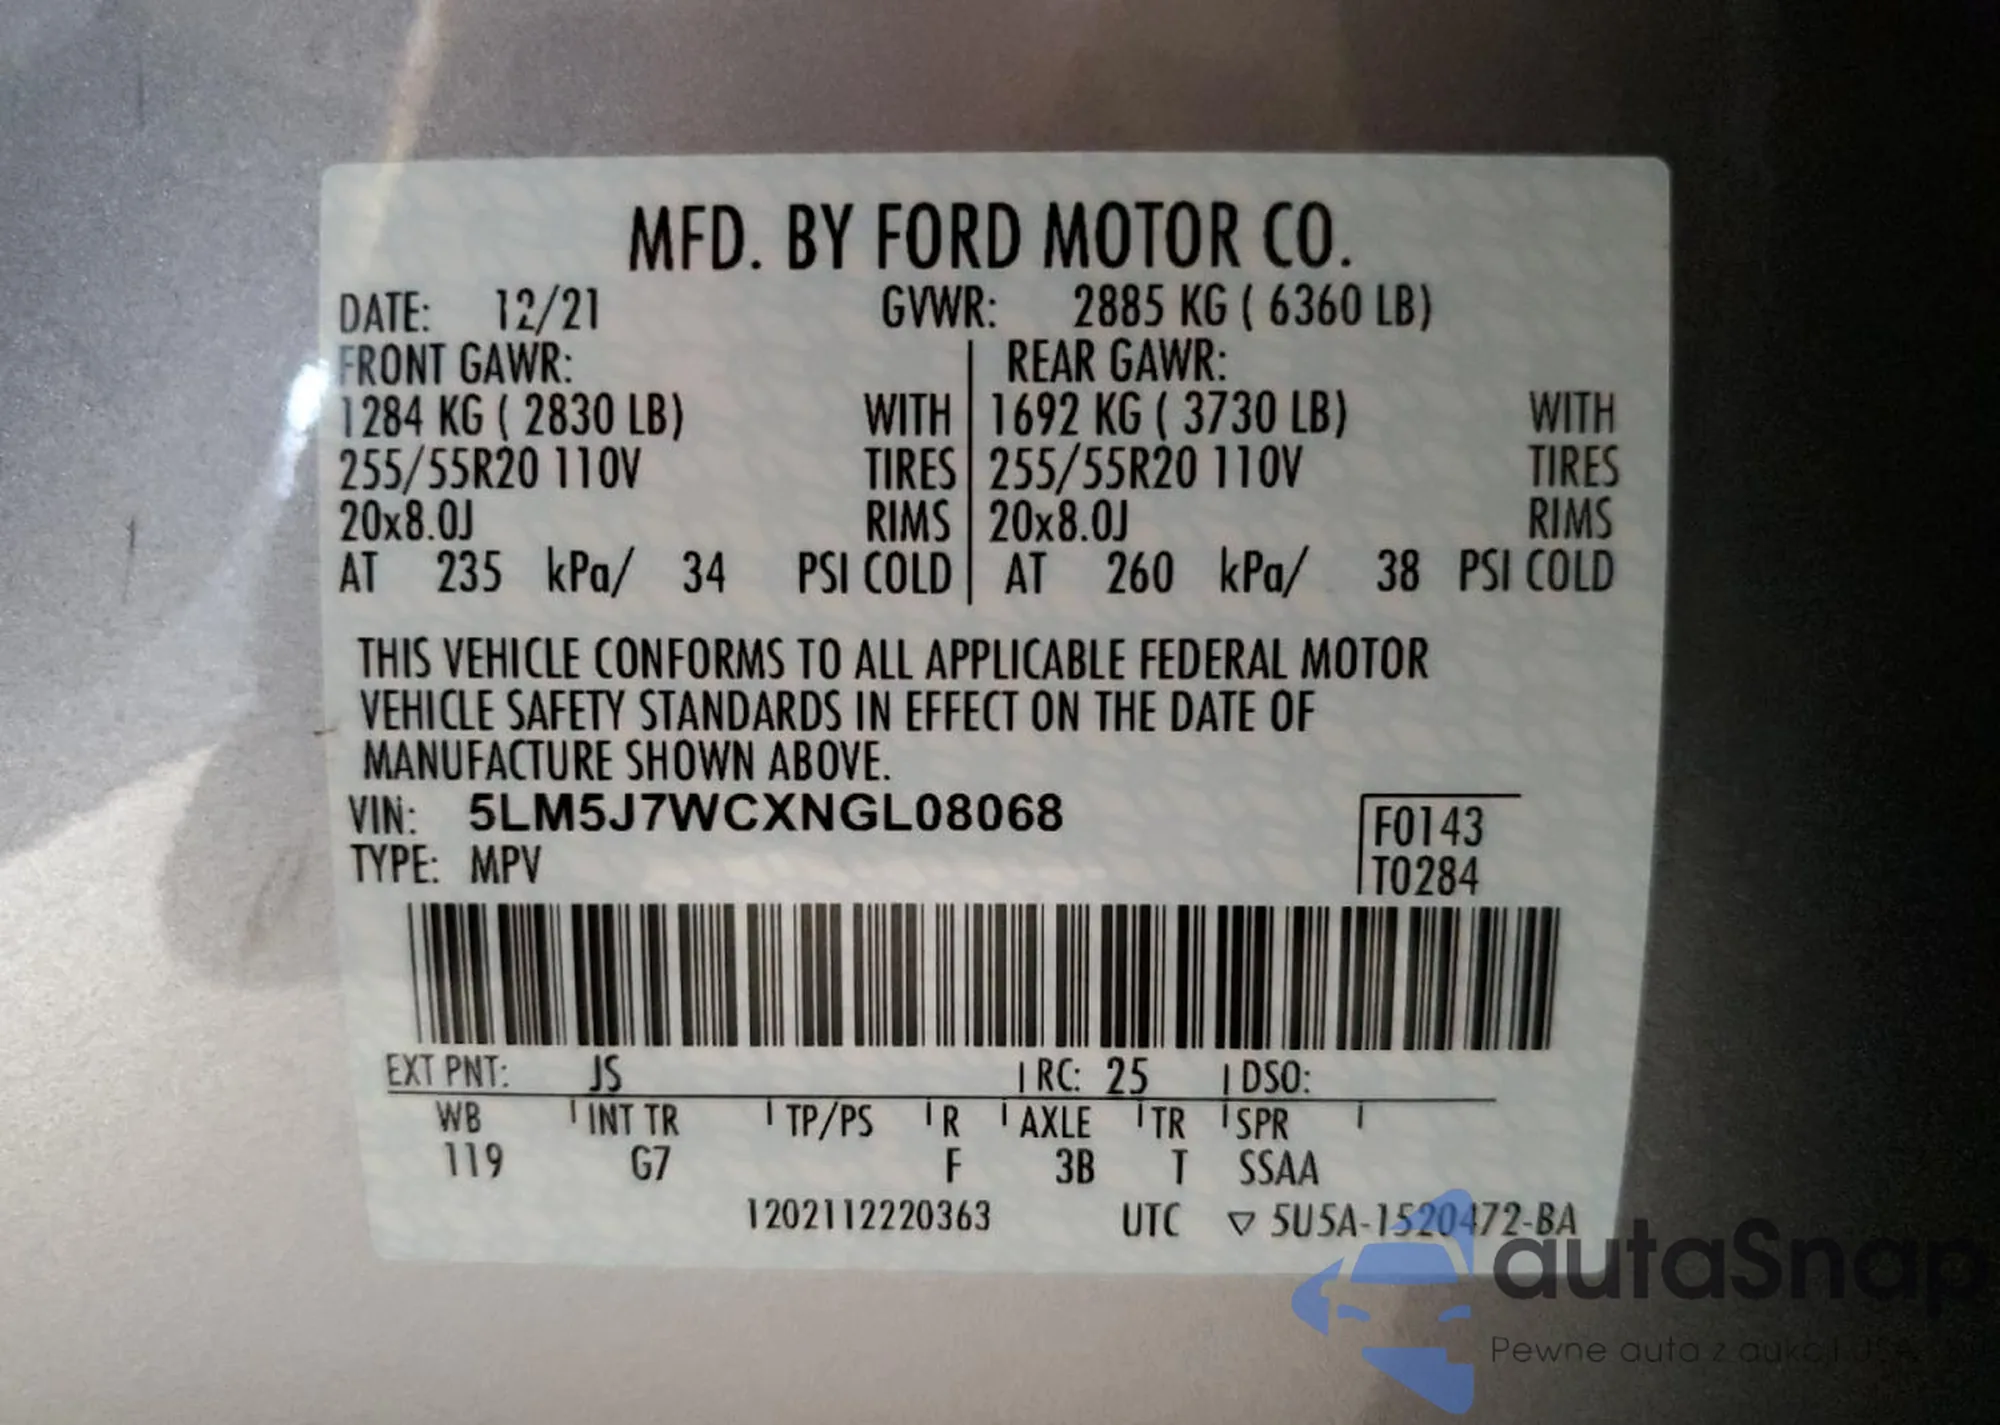 MFD. BY FORD MOTOR CO.
DATE: 12/21 GVWR: 2885 KG ( 6360 LB)
FRONT GAWR: REAR GAWR:
1284 KG ( 2830 LB) WITH 1692 KG ( 3730 LB) WITH
255/55R20 110V TIRES 255/55R20 110V TIRES
20x8.0J RIMS 20x8.0J RIMS
AT 235 kPa/ 34 PSI COLD AT 260 kPa/ 38 PSI COLD
THIS VEHICLE CONFORMS TO ALL APPLICABLE FEDERAL MOTOR
VEHICLE SAFETY STANDARDS IN EFFECT ON THE DATE OF
MANUFACTURE SHOWN ABOVE.
VIN: 5LM5J7WCXNGL08068
F0143
TYPE: MPV
T0284
EXT PNT: JS RC: 25 DSO:
WB INT TR TP/PS R AXLE TR SPR
119 G7 F 3B T SSAA
1202112220363 UTC ▽ 5U5A-1520472-BA
autaSnap
Pewne auta z aukcji USA